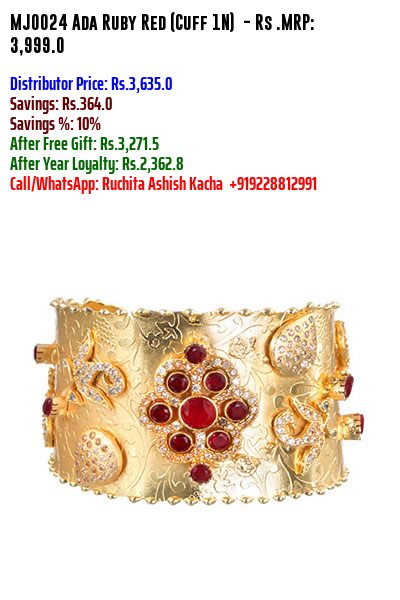 MJ0024 Ada Ruby Red (Cuff 1N) - Rs .MRP:
3,999.0
Distributor Price: Rs.3,635.0
Savings: Rs.364.0
Savings %: 10%
After Free Gift: Rs.3,271.5
After Year Loyalty: Rs.2,362.8
Call/WhatsApp: Ruchita Ashish Kacha +919228812991